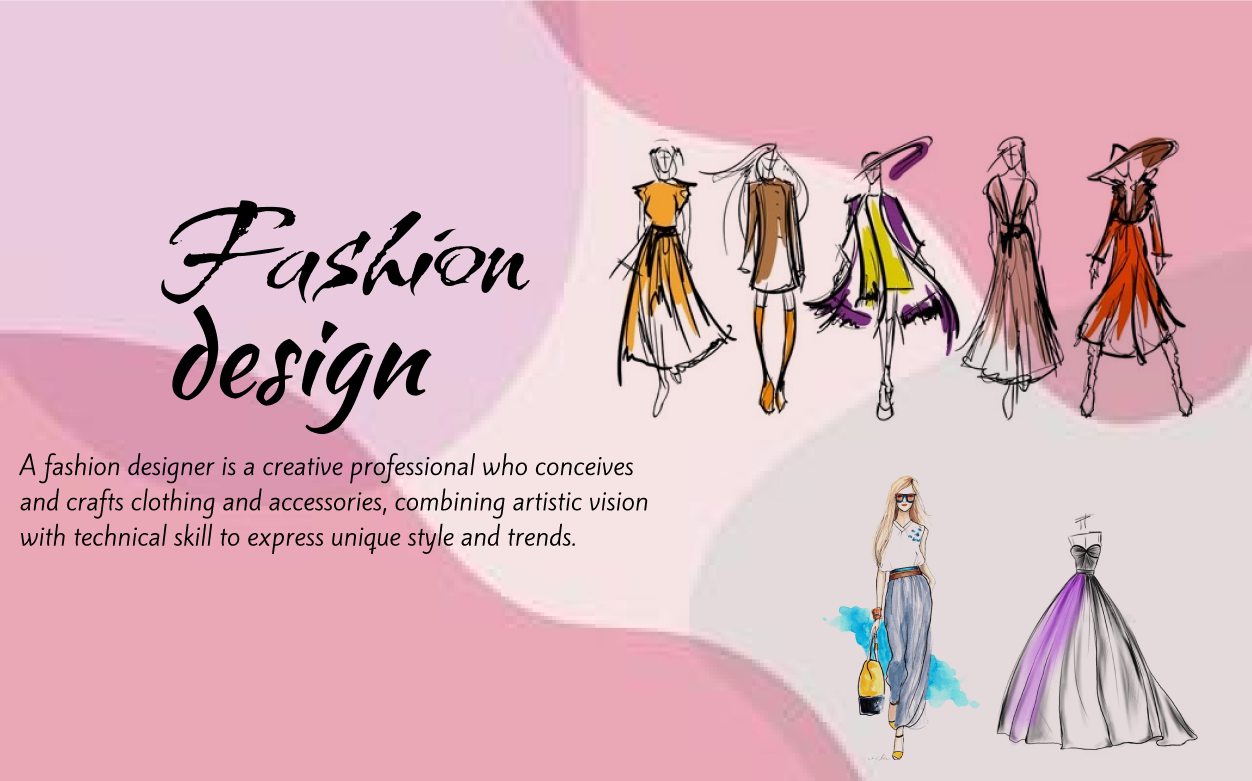 Fashion
design
A fashion designer is a creative professional who conceives
and crafts clothing and accessories, combining artistic vision
with technical skill to express unique style and trends.